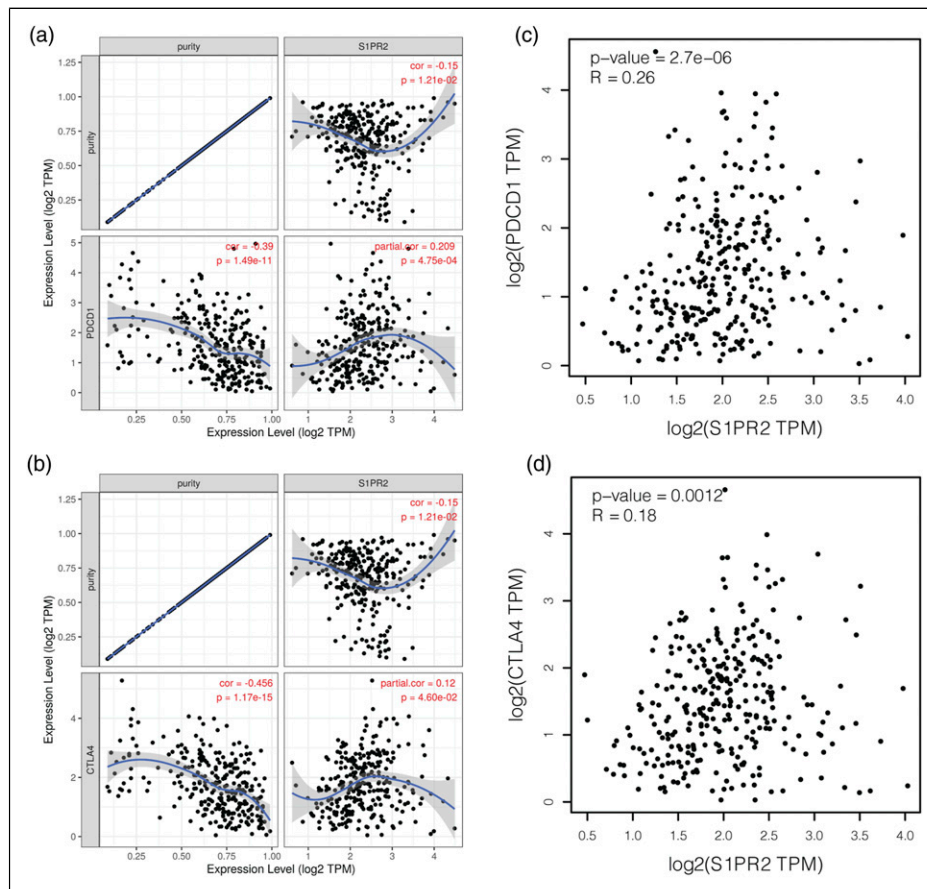 (a)
purity
S1PR2
cor = -0.15
p = 1.21e-02
1.25
1.00
0.75
0.50
0.25
purity
Expression Level (log2 TPM)
cor = -0.39
p = 1.49e-11
partial.cor = 0.209
p = 4.75e-04
5
4
3
2
1
0
PDCD1
0.25
0.50
0.75
1.00
1
2
3
4
Expression Level (log2 TPM)
(b)
purity
S1PR2
cor = -0.15
p = 1.21e-02
1.25
1.00
0.75
0.50
0.25
purity
Expression Level (log2 TPM)
cor = -0.456
p = 1.17e-15
partial.cor = 0.12
p = 4.60e-02
4
2
0
CTLA4
0.25
0.50
0.75
1.00
1
2
3
4
Expression Level (log2 TPM)
(c)
p-value = 2.7e-06
R = 0.26
log2(PDCD1 TPM)
4
3
2
1
0
0.5
1.0
1.5
2.0
2.5
3.0
3.5
4.0
log2(S1PR2 TPM)
(d)
p-value = 0.0012
R = 0.18
log2(CTLA4 TPM)
4
3
2
1
0
0.5
1.0
1.5
2.0
2.5
3.0
3.5
4.0
log2(S1PR2 TPM)